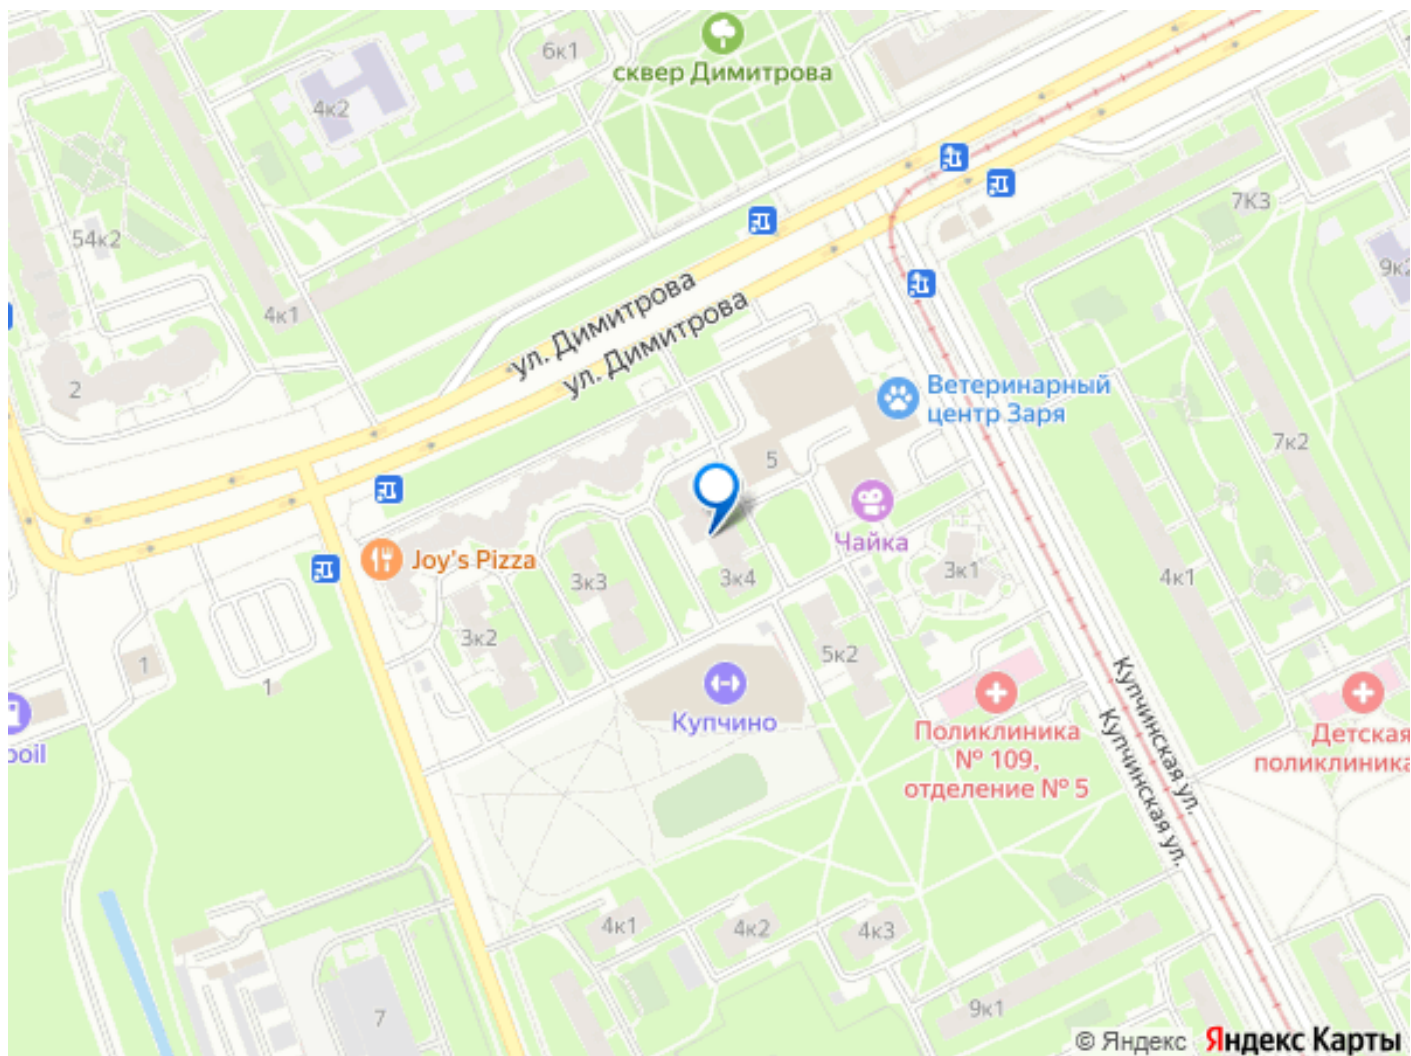 6к1
сквер Димитрова
4к2
7К3
54к2
9к2
4к1
ул. Димитрова
ул. Димитрова
2
Ветеринарный
центр Заря
7к2
5
Чайка
Joy's Pizza
3к3
3к4
3к1
4к1
3к2
5к2
1
1
Купчино
Купчинская ул.
Купчинская ул.
Поликлиника
№ 109,
отделение № 5
Детская
поликлиника
oil
4к1
4к2
4к3
9к1
7
© Яндекс Яндекс Карты